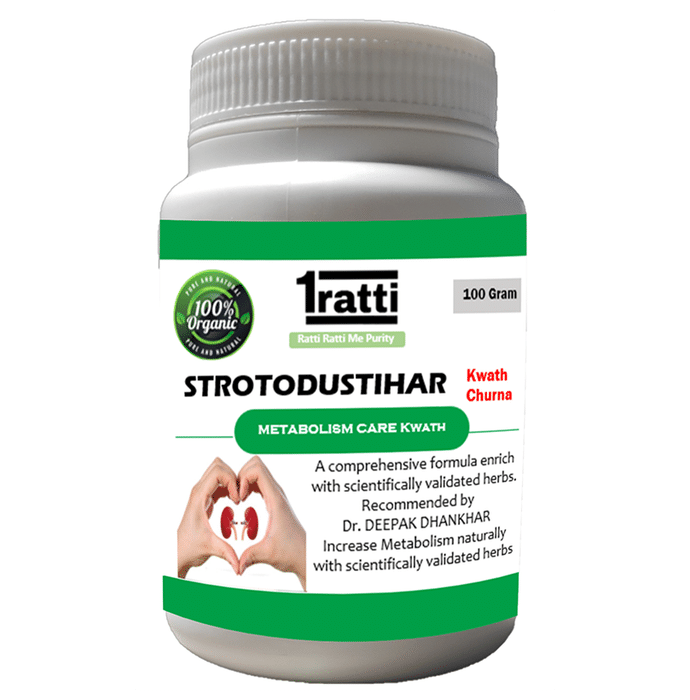 PURE AND NATURAL
100%
Organic
PURE AND NATURAL
1ratti
Ratti Ratti Me Purity
100 Gram
STROTODUSTIHAR
Kwath
Churna
METABOLISM CARE KWATH
A comprehensive formula enrich
with scientifically validated herbs.
Recommended by
Dr. DEEPAK DHANKHAR
Increase Metabolism naturally
with scientifically validated herbs